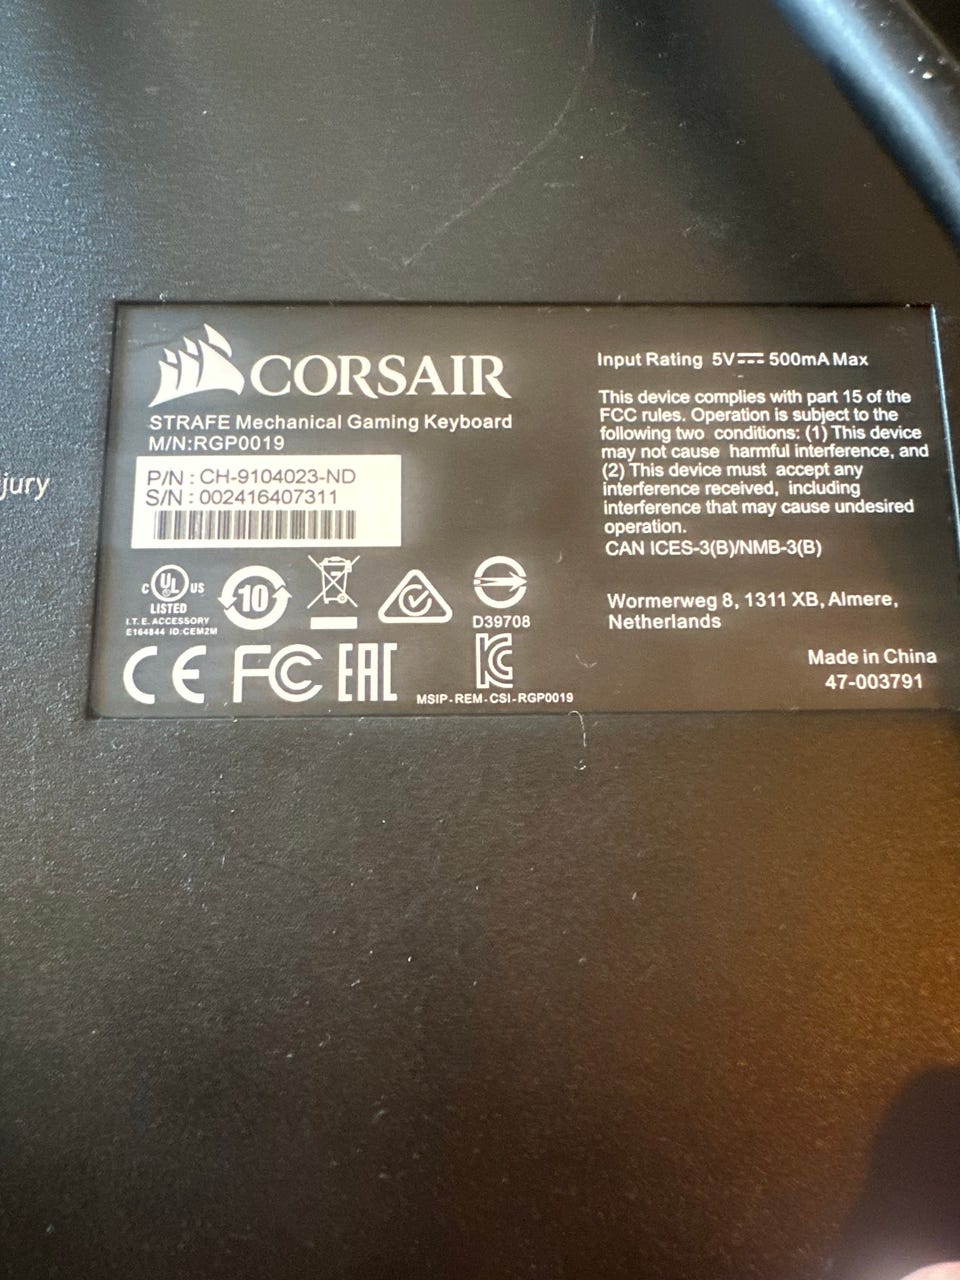 jury
CORSAIR
STRAFE Mechanical Gaming Keyboard
M/N:RGP0019
P/N : CH-9104023-ND
S/N : 002416407311
C UL US
LISTED
I.T.E. ACCESSORY
E164844 ID:CEM2M
10
D39708
CE FC EAC
MSIP-REM-CSI-RGP0019
Input Rating 5V 500mA Max
This device complies with part 15 of the
FCC rules. Operation is subject to the
following two conditions: (1) This device
may not cause harmful interference, and
(2) This device must accept any
interference received, including
interference that may cause undesired
operation.
CAN ICES-3(B)/NMB-3(B)
Wormerweg 8, 1311 XB, Almere,
Netherlands
Made in China
47-003791